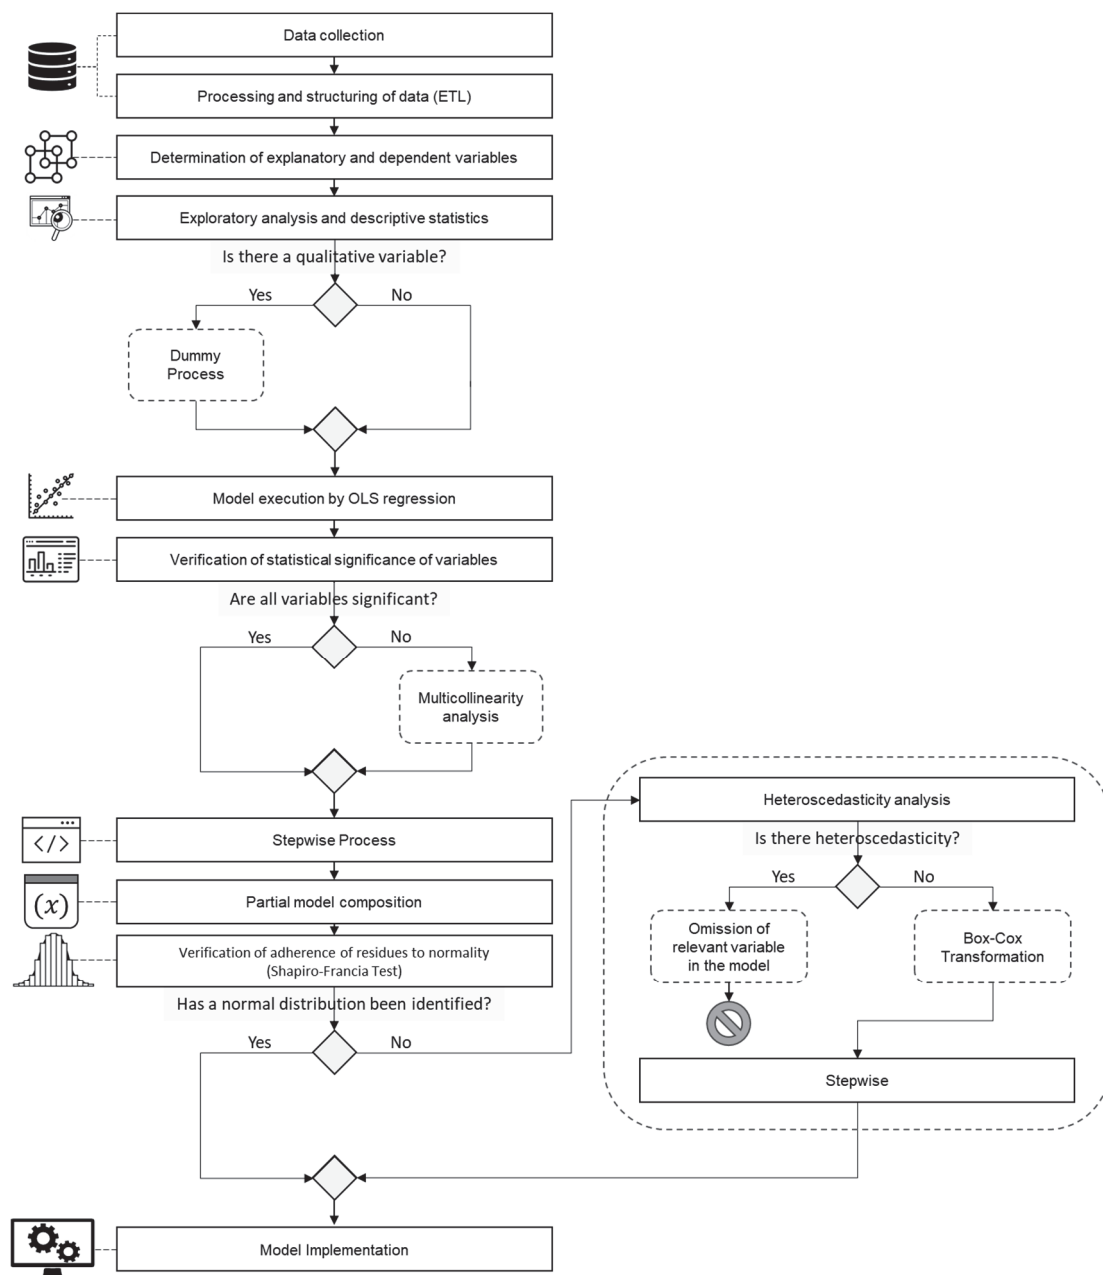 Data collection
Processing and structuring of data (ETL)
Determination of explanatory and dependent variables
Exploratory analysis and descriptive statistics
Is there a qualitative variable?
Yes
No
Dummy
Process
Model execution by OLS regression
Verification of statistical significance of variables
Are all variables significant?
Yes
No
Multicollinearity
analysis
Stepwise Process
</>
Partial model composition
(x)
Verification of adherence of residues to normality
(Shapiro-Francia Test)
Has a normal distribution been identified?
Yes
No
Heteroscedasticity analysis
Is there heteroscedasticity?
Yes
No
Omission of
relevant variable
in the model
Box-Cox
Transformation
Stepwise
Model Implementation